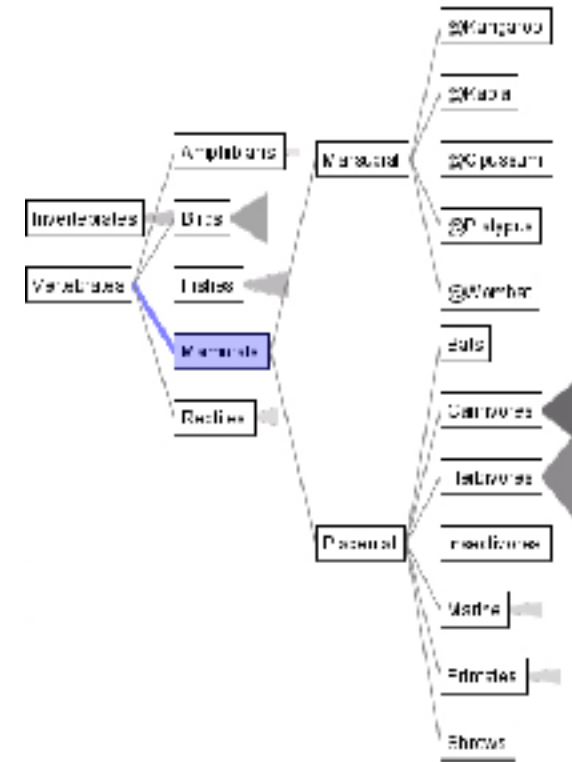 @Kangaroo
@Koala
Amphibians
Marsupial
@Opossum
Invertebrates
Birds
@Platypus
Vertebrates
Fishes
@Wombat
Mammals
Bats
Reptiles
Carnivores
Herbivores
Placental
Insectivores
Marine
Primates
Shrews